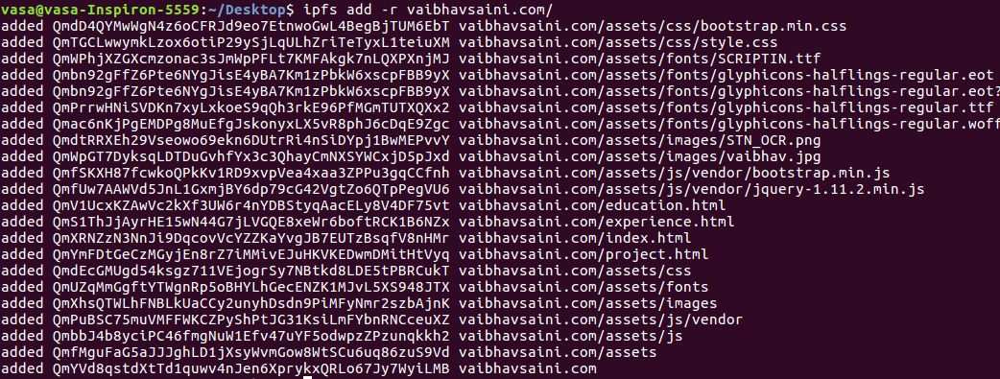 vasa@vasa-Inspiron-5559:~/Desktop$ ipfs add -r vaibhavsaini.com/
added QmdD4QYMwWgN4z6oCFRJd9eo7EtnwoGwL4BegBjTUM6EbT vaibhavsaini.com/assets/css/bootstrap.min.css
added QmTGCLwwymkLzox6otiP29ySjLqULhZriTeTyxL1teiuXM vaibhavsaini.com/assets/css/style.css
added QmWPhjXZGXcmzonac3sJmWpPFLt7KMFAkgk7nLQXPXnjMJ vaibhavsaini.com/assets/fonts/SCRIPTIN.ttf
added Qmbn92gFfZ6Pte6NYgJisE4yBA7Km1zPbkW6xscpFBB9yX vaibhavsaini.com/assets/fonts/glyphicons-halflings-regular.eot
added Qmbn92gFfZ6Pte6NYgJisE4yBA7Km1zPbkW6xscpFBB9yX vaibhavsaini.com/assets/fonts/glyphicons-halflings-regular.eot?
added QmPrrwHNiSVDKn7xyLxkoeS9qQh3rkE96PfMGmTUTXQXx2 vaibhavsaini.com/assets/fonts/glyphicons-halflings-regular.ttf
added Qmac6nKjPgEMDPg8MuEfgJskonyxLX5vR8phJ6cDqE9Zgc vaibhavsaini.com/assets/fonts/glyphicons-halflings-regular.woff
added QmdtRRXEh29Vseowo69ekn6DUtrRi4nSiDYpj1BwMEPvvY vaibhavsaini.com/assets/images/STN_OCR.png
added QmWpGT7DyksqLDTDuGvhfYx3c3QhayCmNXSYWCxjD5pJxd vaibhavsaini.com/assets/images/vaibhav.jpg
added QmfSKXH87fcwkoQPkKv1RD9xvpVea4xaa3ZPPu3gqCCfnh vaibhavsaini.com/assets/js/vendor/bootstrap.min.js
added QmfUw7AAWVd5JnL1GxmjBY6dp79cG42VgtZo6QTpPegVU6 vaibhavsaini.com/assets/js/vendor/jquery-1.11.2.min.js
added QmV1UcxKZAwVc2kXf3UW6r4nYDBStyqAacELy8V4DF75vt vaibhavsaini.com/education.html
added QmS1ThJjAyrHE15wN44G7jLVGQE8xeWr6boftRCK1B6NZx vaibhavsaini.com/experience.html
added QmXRNZzN3NnJi9DqcovVcYZZKaYvgJB7EUTzBsqfV8nHMr vaibhavsaini.com/index.html
added QmYmFDtGeCzMGyjEn8rZ7iMMivEJuHKVKEDwmDMitHtVyq vaibhavsaini.com/project.html
added QmdEcGMUgd54ksgz711VEjogrSy7NBtkd8LDE5tPBRCukT vaibhavsaini.com/assets/css
added QmUZqMmGgftYTWgnRp5oBHYLhGecENZK1MJvL5XS948JTX vaibhavsaini.com/assets/fonts
added QmXhsQTWLhFNBLkUaCCy2unyhDsdn9PiMFyNmr2szbAjnK vaibhavsaini.com/assets/images
added QmPuBSC75muVMFFWKCZPyShPtJG31KsiLmFYbnRNCceuXZ vaibhavsaini.com/assets/js/vendor
added QmbbJ4b8yciPC46fmgNuW1Efv47uYF5odwpzZPzunqkkh2 vaibhavsaini.com/assets/js
added QmfMguFaG5aJJJghLD1jXsyWvmGow8WtSCu6uq86zuS9Vd vaibhavsaini.com/assets
added QmYVd8qstdXtTd1quwv4nJen6XprykxQRLo67Jy7WyiLMB vaibhavsaini.com